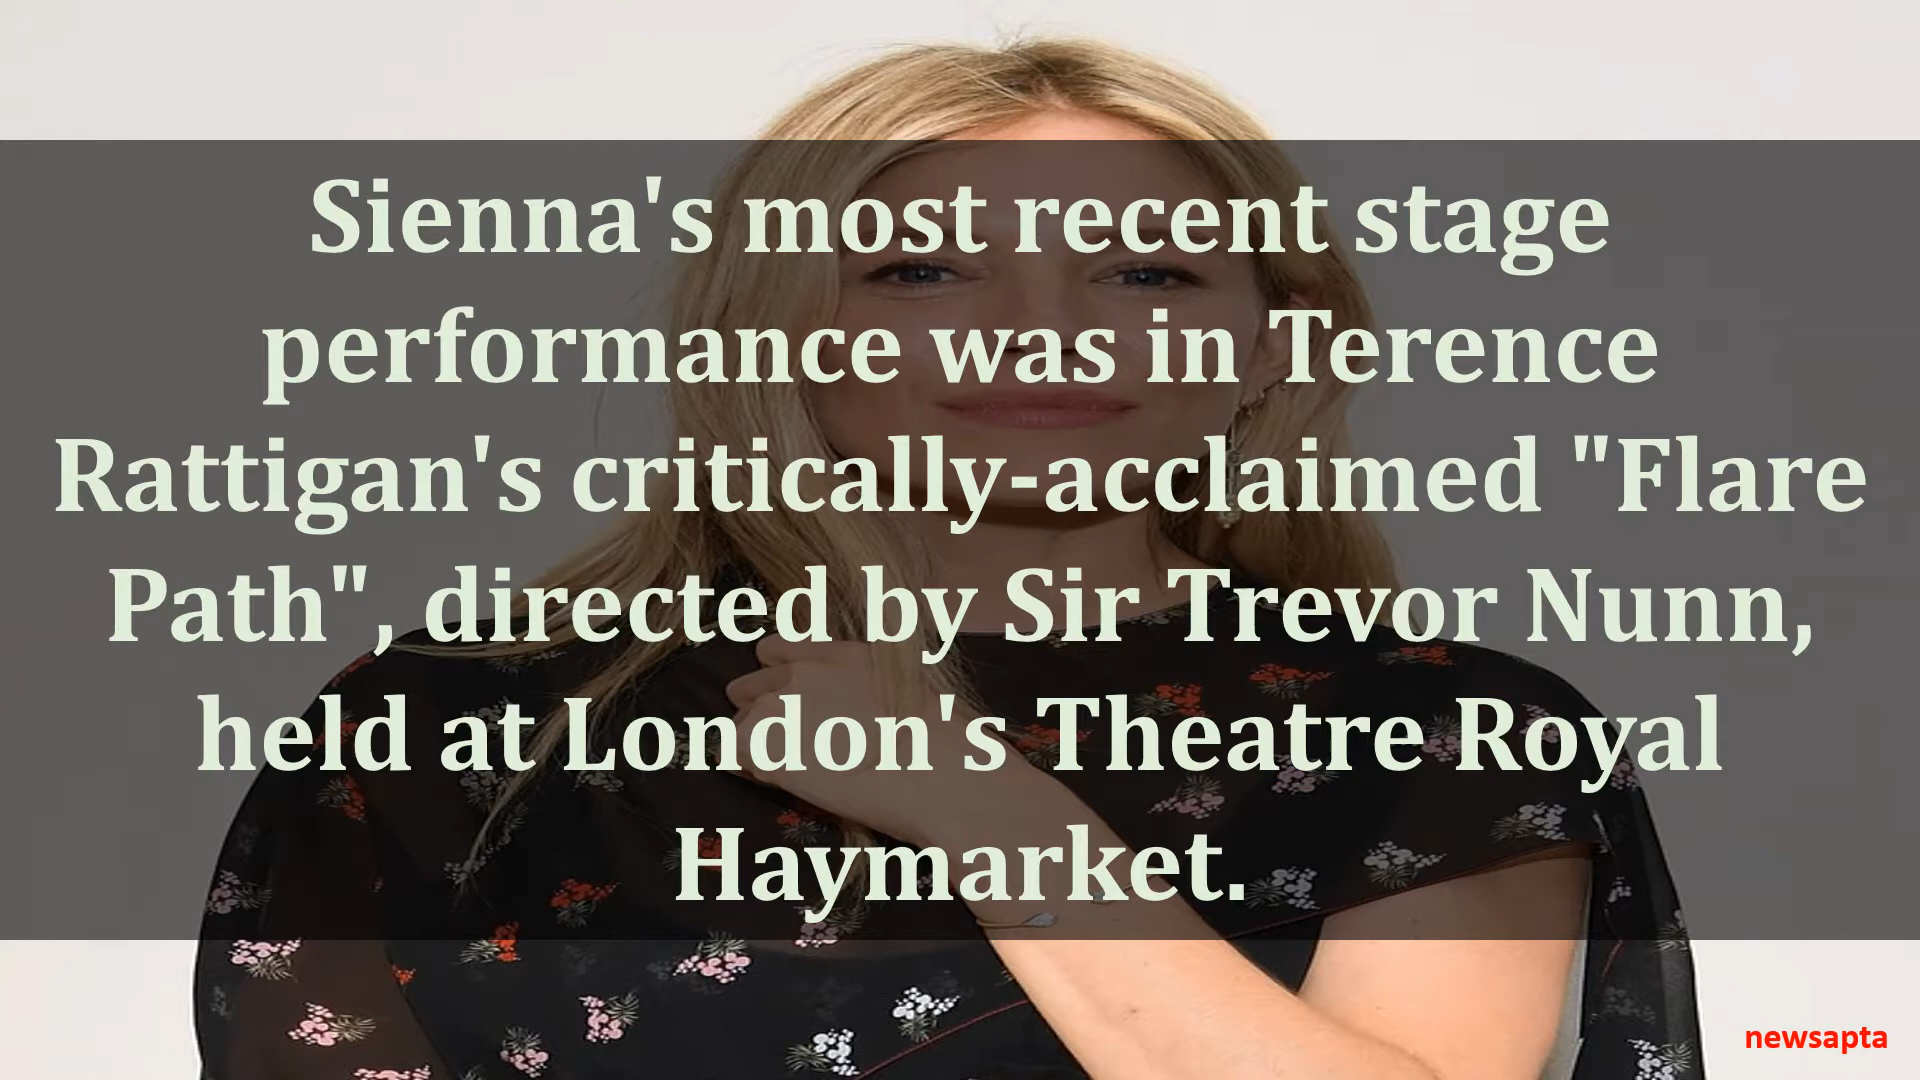 Sienna's most recent stage
performance was in Terence
Rattigan's critically-acclaimed "Flare
Path", directed by Sir Trevor Nunn,
held at London's Theatre Royal
Haymarket.
newsapta